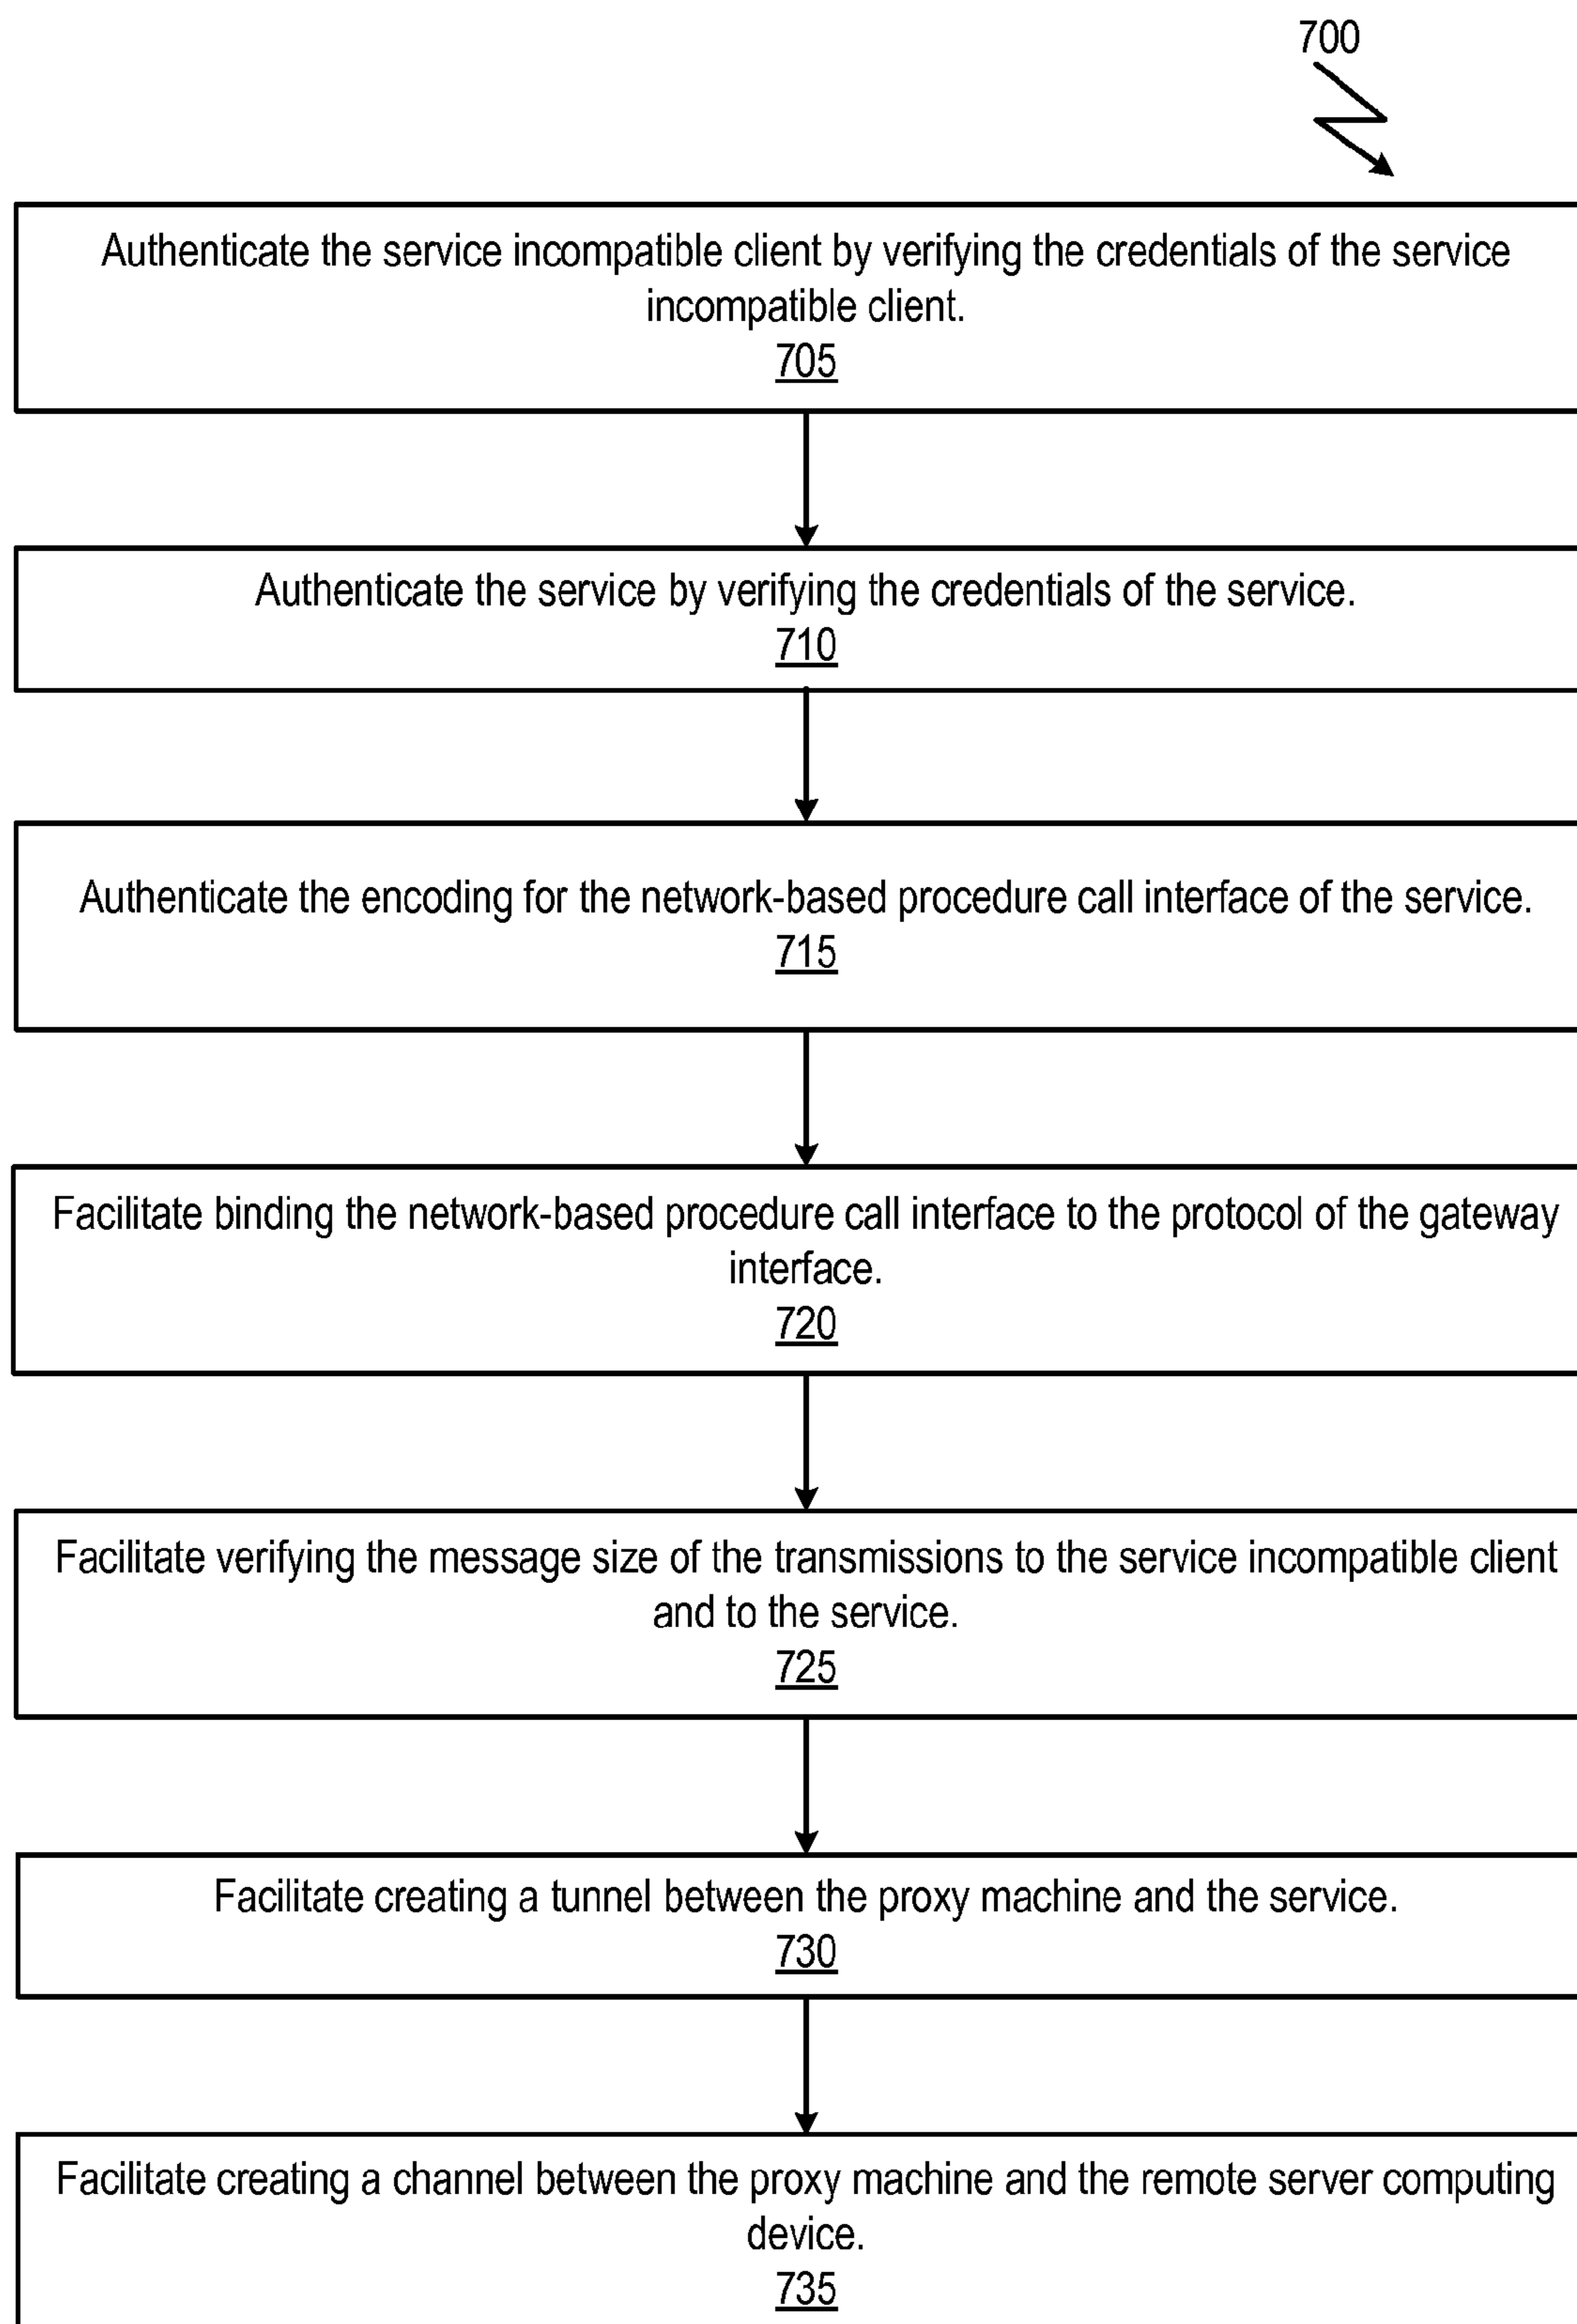 700
Authenticate the service incompatible client by verifying the credentials of the service
incompatible client.
705
Authenticate the service by verifying the credentials of the service.
710
Authenticate the encoding for the network-based procedure call interface of the service.
715
Facilitate binding the network-based procedure call interface to the protocol of the gateway
interface.
720
Facilitate verifying the message size of the transmissions to the service incompatible client
and to the service.
725
Facilitate creating a tunnel between the proxy machine and the service.
730
Facilitate creating a channel between the proxy machine and the remote server computing
device.
735